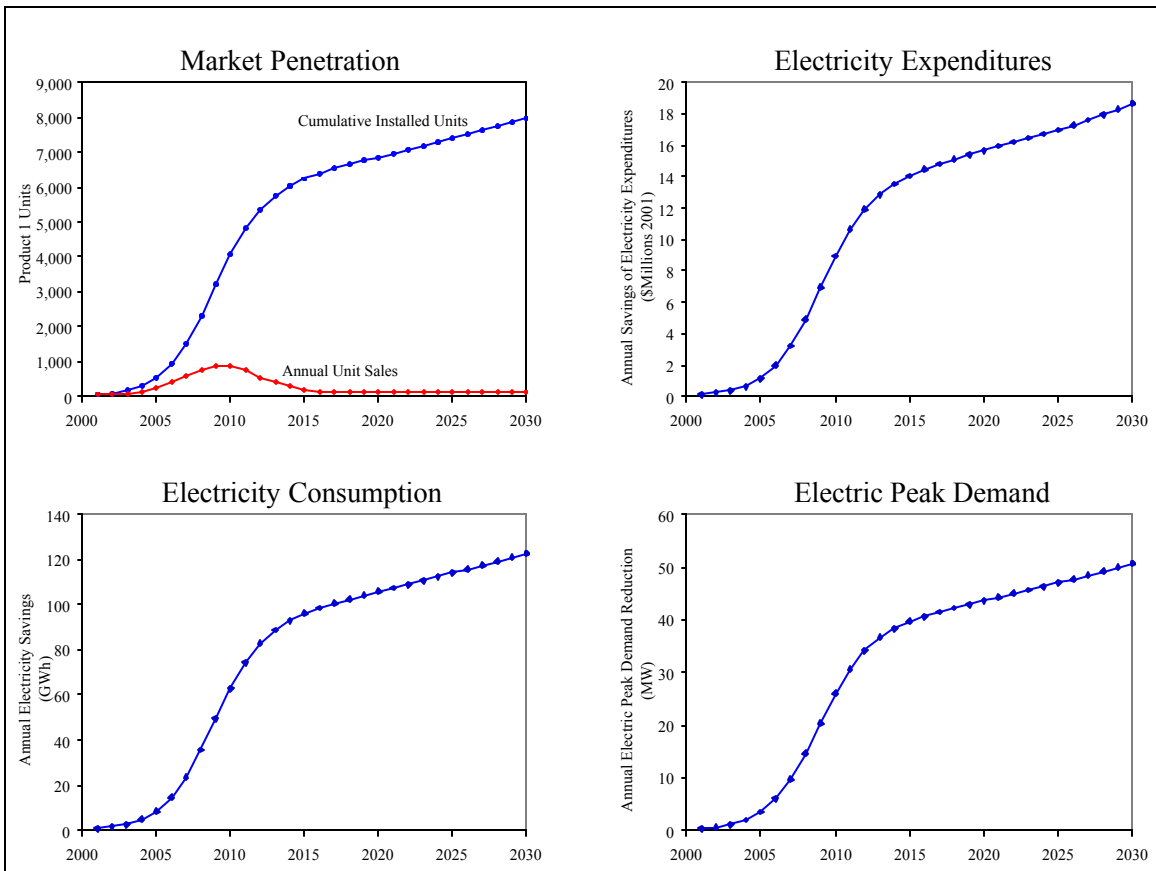 Market Penetration
Product 1 Units
9,000
8,000
7,000
6,000
5,000
4,000
3,000
2,000
1,000
0
Cumulative Installed Units
Annual Unit Sales
2000 2005 2010 2015 2020 2025 2030
Electricity Expenditures
Annual Savings of Electricity Expenditures
($Millions 2001)
20
18
16
14
12
10
8
6
4
2
0
2000 2005 2010 2015 2020 2025 2030
Electricity Consumption
Annual Electricity Savings
(GWh)
140
120
100
80
60
40
20
0
2000 2005 2010 2015 2020 2025 2030
Electric Peak Demand
Annual Electric Peak Demand Reduction
(MW)
60
50
40
30
20
10
0
2000 2005 2010 2015 2020 2025 2030